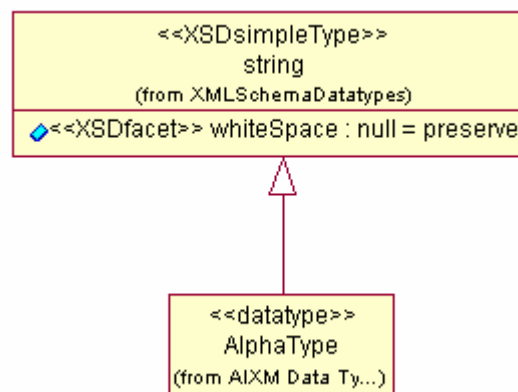 <<XSDsimpleType>>
string
(from XMLSchemaDatatypes)
<<XSDfacet>> whiteSpace : null = preserve
<<datatype>>
AlphaType
(from AIXM Data Ty...)